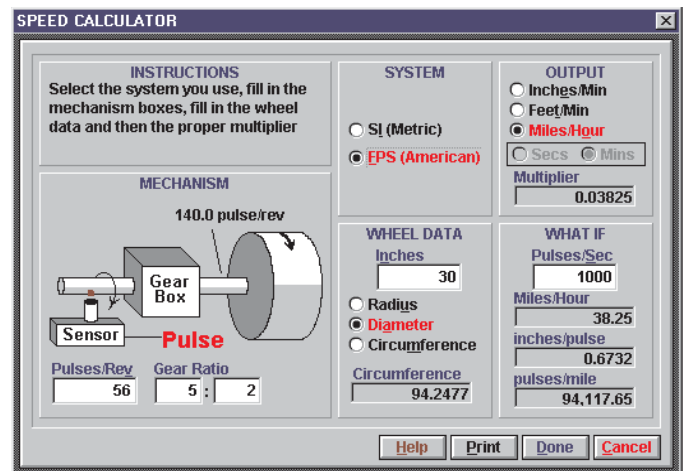 SPEED CALCULATOR
INSTRUCTIONS
Select the system you use, fill in the
mechanism boxes, fill in the wheel
data and then the proper multiplier
SYSTEM
SI (Metric)
FPS (American)
OUTPUT
Inches/Min
Feet/Min
Miles/Hour
Secs Mins
Multiplier
0.03825
MECHANISM
140.0 pulse/rev
Gear
Box
Sensor
Pulse
Pulses/Rev Gear Ratio
56 5 : 2
WHEEL DATA
Inches
30
Radius
Diameter
Circumference
Circumference
94.2477
WHAT IF
Pulses/Sec
1000
Miles/Hour
38.25
inches/pulse
0.6732
pulses/mile
94,117.65
Help Print Done Cancel